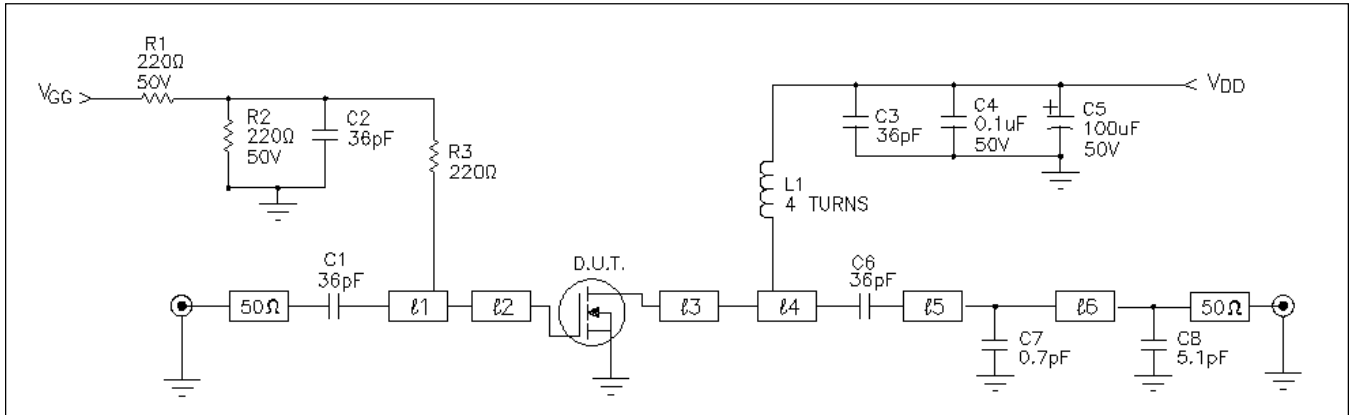 R1
220Ω
50V
VGG
R2
220Ω
50V
C2
36pF
R3
220Ω
C3
36pF
C4
0.1uF
50V
+
C5
100uF
50V
VDD
L1
4 TURNS
C1
36pF
D.U.T.
C6
36pF
50Ω
ℓ1
ℓ2
ℓ3
ℓ4
ℓ5
ℓ6
50Ω
C7
0.7pF
C8
5.1pF